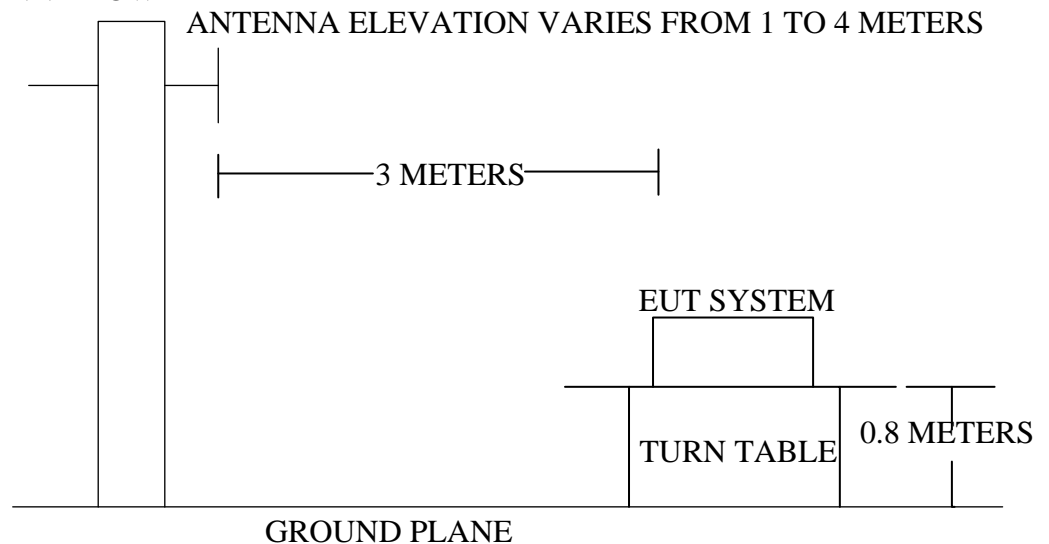 ANTENNA ELEVATION VARIES FROM 1 TO 4 METERS
3 METERS
EUT SYSTEM
0.8 METERS
TURN TABLE
GROUND PLANE